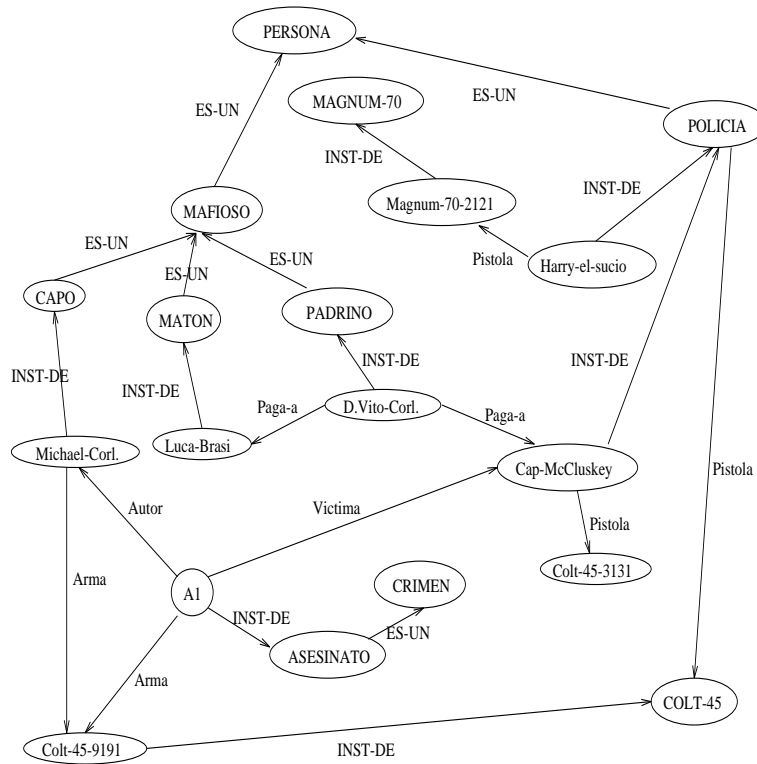 PERSONA
ES-UN
MAGNUM-70
ES-UN
POLICIA
INST-DE
Magnum-70-2121
INST-DE
MAFIOSO
Pistola
Harry-el-sucio
ES-UN
ES-UN
ES-UN
CAPO
MATON
PADRINO
INST-DE
INST-DE
INST-DE
INST-DE
D.Vito-Corl.
Paga-a
Paga-a
Michael-Corl.
Luca-Brasi
Cap-McCluskey
Pistola
Autor
Victima
Pistola
Arma
Colt-45-3131
A1
CRIMEN
INST-DE
ES-UN
ASESINATO
Arma
COLT-45
Colt-45-9191
INST-DE